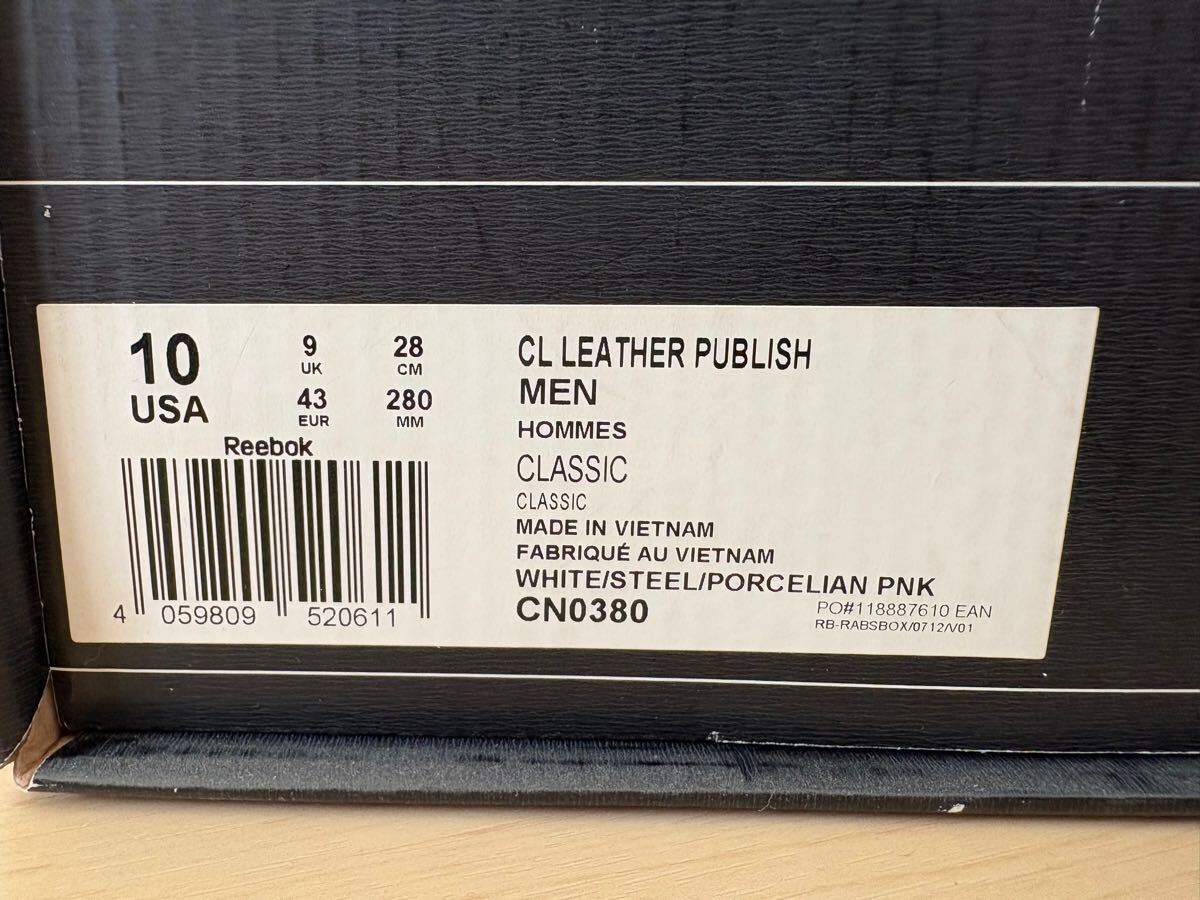 10
USA
9
UK
28
CM
43
EUR
280
MM
Reebok
4 059809 520611
CL LEATHER PUBLISH
MEN
HOMMES
CLASSIC
CLASSIC
MADE IN VIETNAM
FABRIQUÉ AU VIETNAM
WHITE/STEEL/PORCELIAN PNK
CN0380
PO#118887610 EAN
RB-RABSBOX/0712/V01